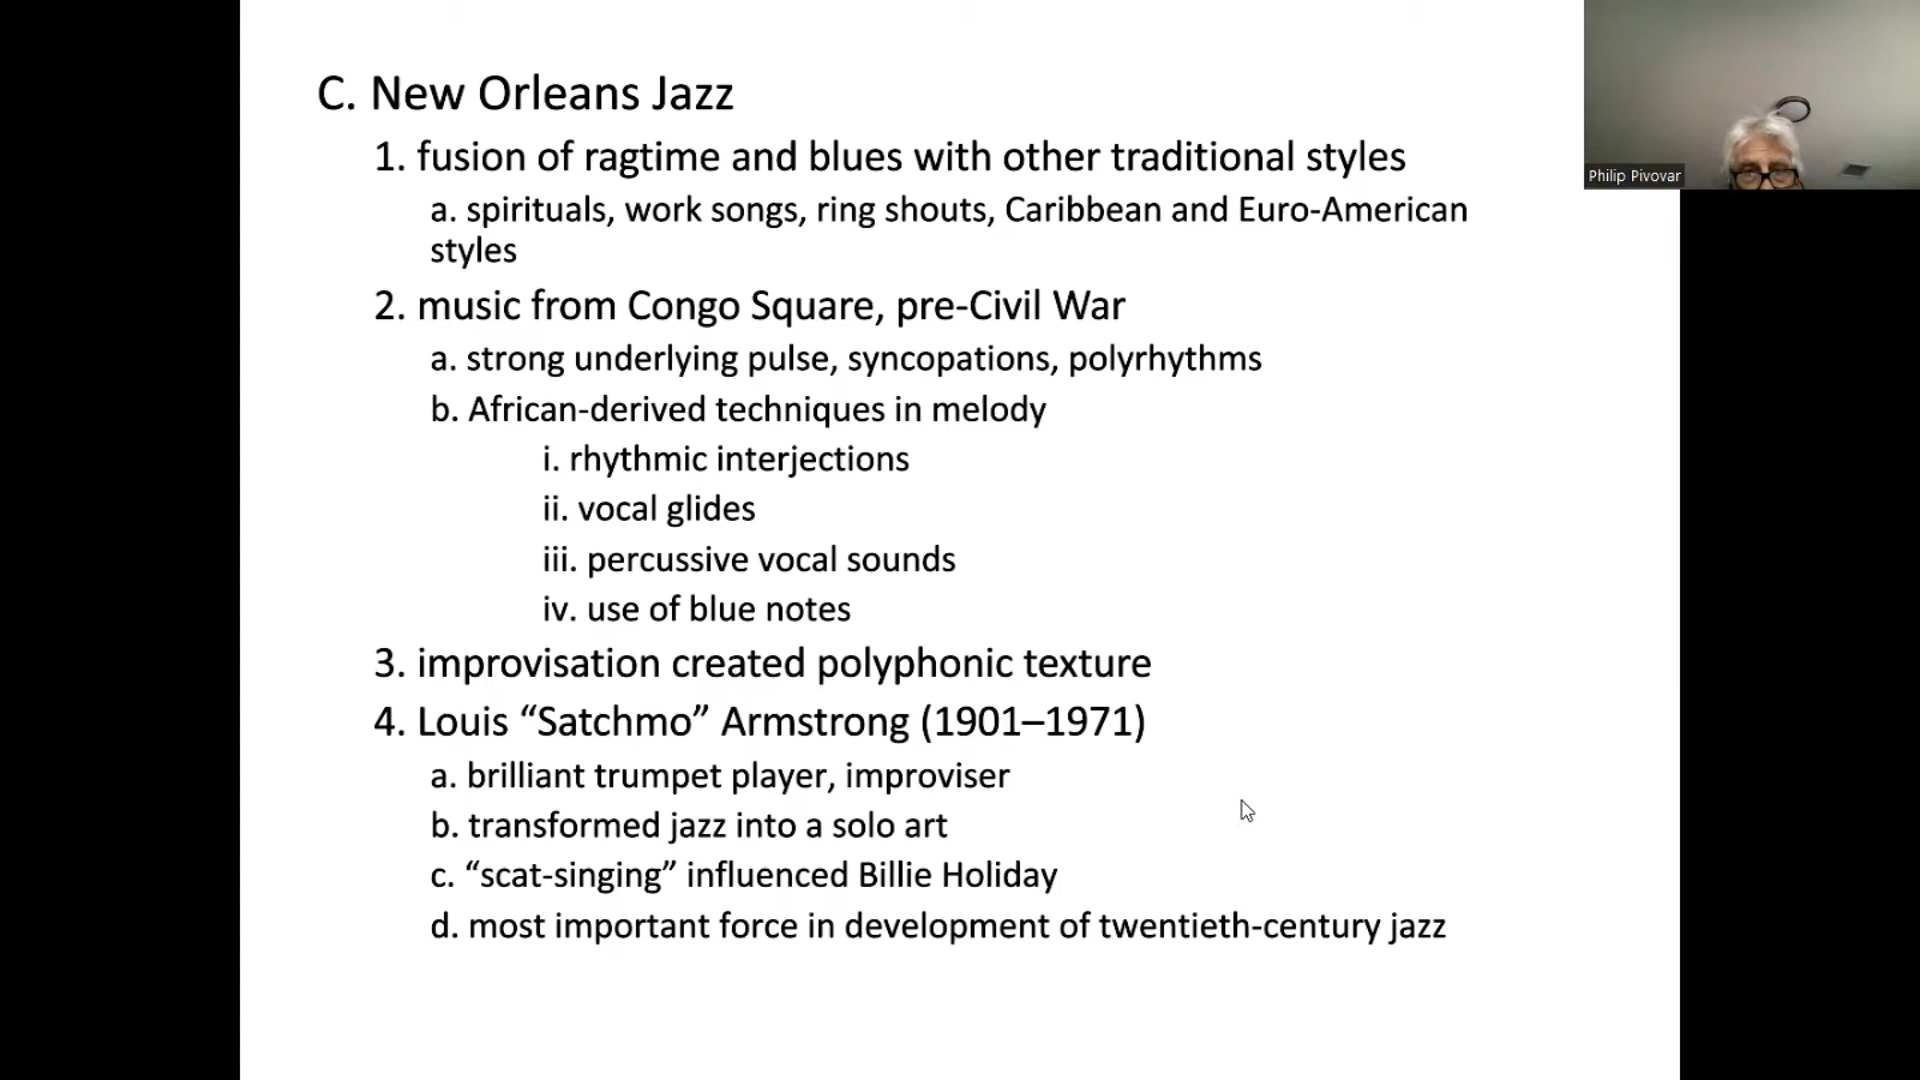 C. New Orleans Jazz
1. fusion of ragtime and blues with other traditional styles
a. spirituals, work songs, ring shouts, Caribbean and Euro-American
styles
2. music from Congo Square, pre-Civil War
a. strong underlying pulse, syncopations, polyrhythms
b. African-derived techniques in melody
i. rhythmic interjections
ii. vocal glides
iii. percussive vocal sounds
iv. use of blue notes
3. improvisation created polyphonic texture
4. Louis “Satchmo” Armstrong (1901–1971)
a. brilliant trumpet player, improviser
b. transformed jazz into a solo art
c. “scat-singing” influenced Billie Holiday
d. most important force in development of twentieth-century jazz
Philip Pivovar